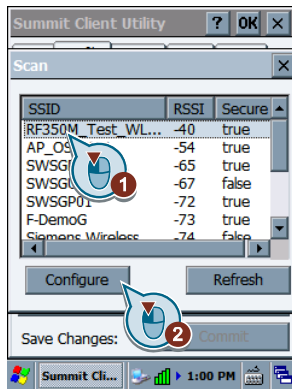 Summit Client Utility ? OK ×
Scan ×
SSID RSSI Secure
RF350M_Test_WL... -40 true
AP_OS -54 true
SWSG -65 true
SWSG -67 false
SWSGP01 -72 true
F-DemoG -73 true
Siemens Wireless -74 false
1
Configure Refresh
2
Save Changes: Commit
Summit Cli... 1:00 PM